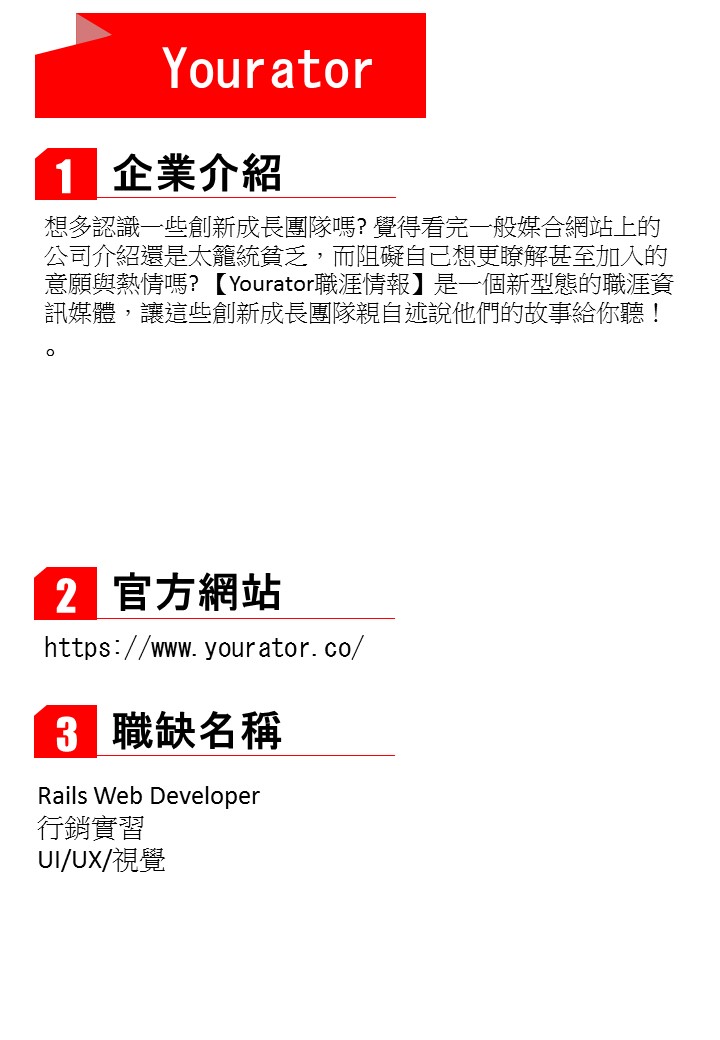 Yourator
1 企業介紹
想多認識一些創新成長團隊嗎? 覺得看完一般媒合網站上的
公司介紹還是太籠統貧乏，而阻礙自己想更瞭解甚至加入的
意願與熱情嗎? 【Yourator職涯情報】是一個新型態的職涯資
訊媒體，讓這些創新成長團隊親自述說他們的故事給你聽！
。
2 官方網站
https://www.yourator.co/
3 職缺名稱
Rails Web Developer
行銷實習
UI/UX/視覺